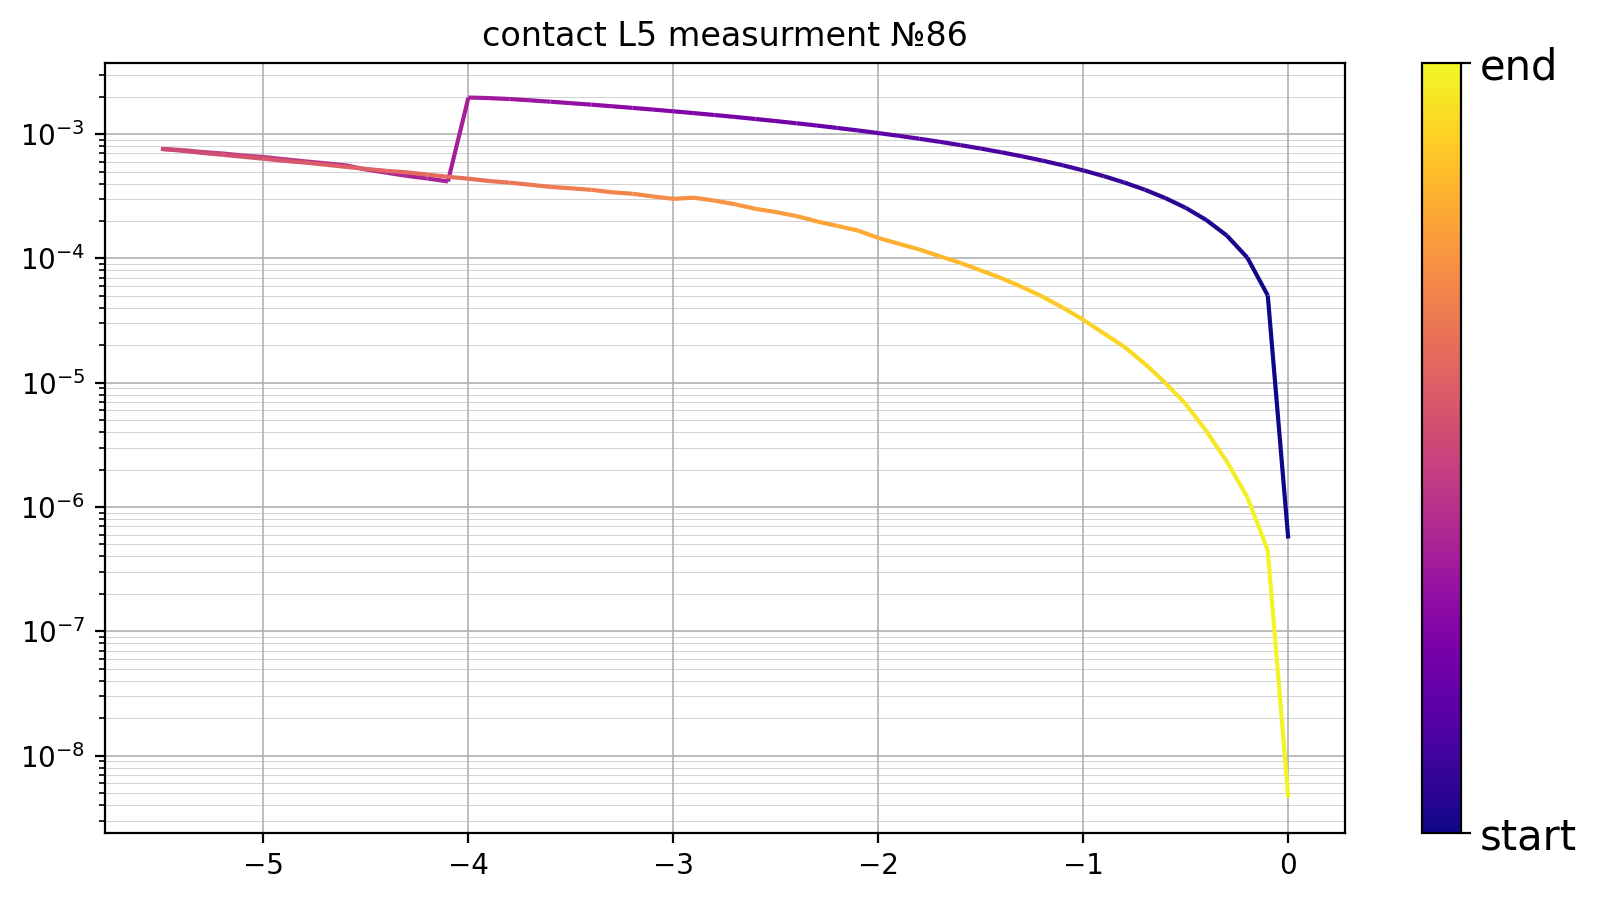 contact L5 measurment №86
10⁻³
10⁻⁴
10⁻⁵
10⁻⁶
10⁻⁷
10⁻⁸
−5 −4 −3 −2 −1 0
end
start